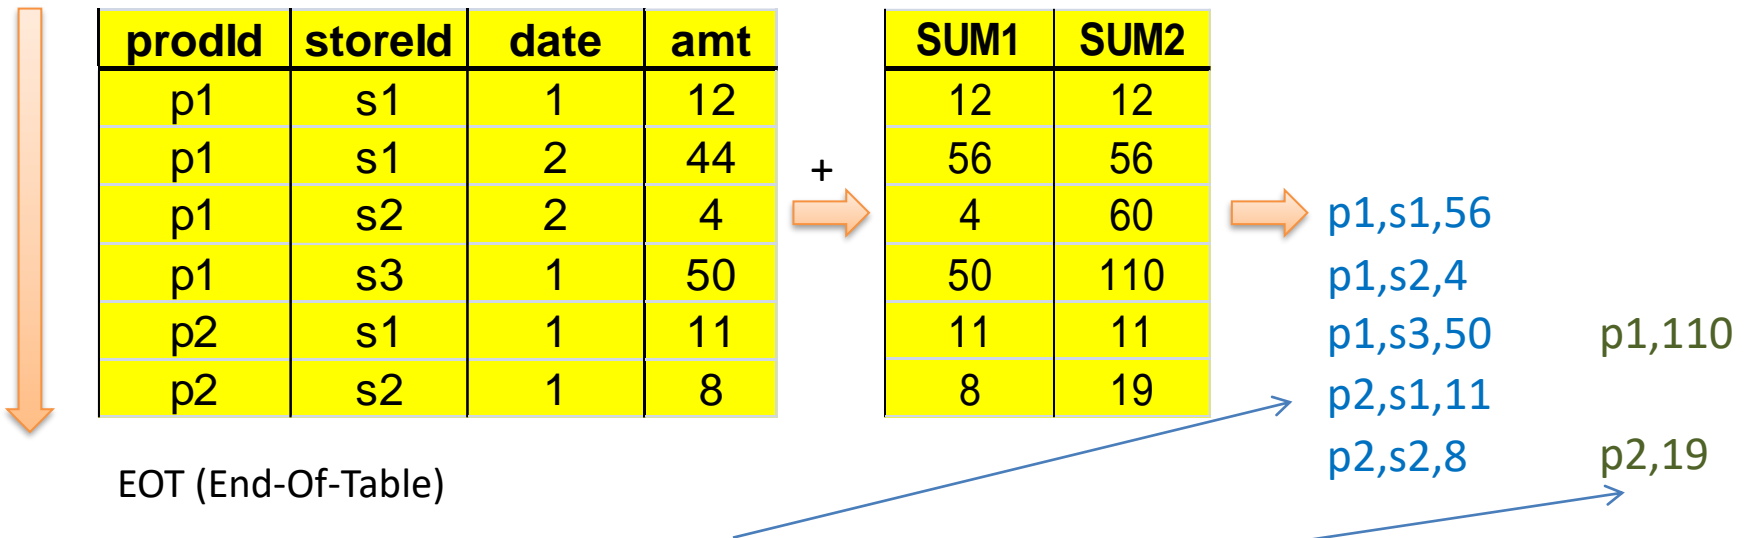 prodId storeId date amt SUM1 SUM2
p1 s1 1 12 12 12
p1 s1 2 44 + 56 56
p1 s2 2 4 4 60 p1,s1,56
p1 s3 1 50 50 110 p1,s2,4
p2 s1 1 11 11 11 p1,s3,50 p1,110
p2 s2 1 8 8 19 p2,s1,11
EOT (End-Of-Table) p2,s2,8 p2,19